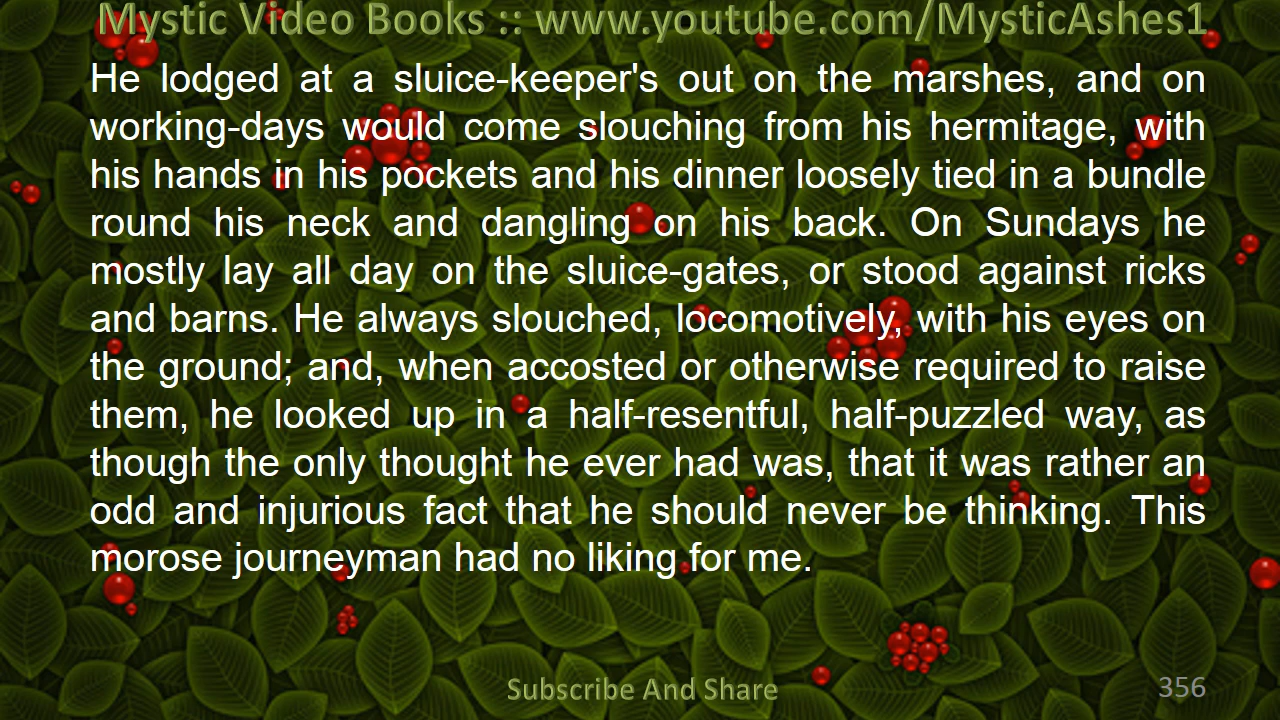 Mystic Video Books :: www.youtube.com/MysticAshes1
He lodged at a sluice-keeper's out on the marshes, and on
working-days would come slouching from his hermitage, with
his hands in his pockets and his dinner loosely tied in a bundle
round his neck and dangling on his back. On Sundays he
mostly lay all day on the sluice-gates, or stood against ricks
and barns. He always slouched, locomotively, with his eyes on
the ground; and, when accosted or otherwise required to raise
them, he looked up in a half-resentful, half-puzzled way, as
though the only thought he ever had was, that it was rather an
odd and injurious fact that he should never be thinking. This
morose journeyman had no liking for me.
Subscribe And Share
356